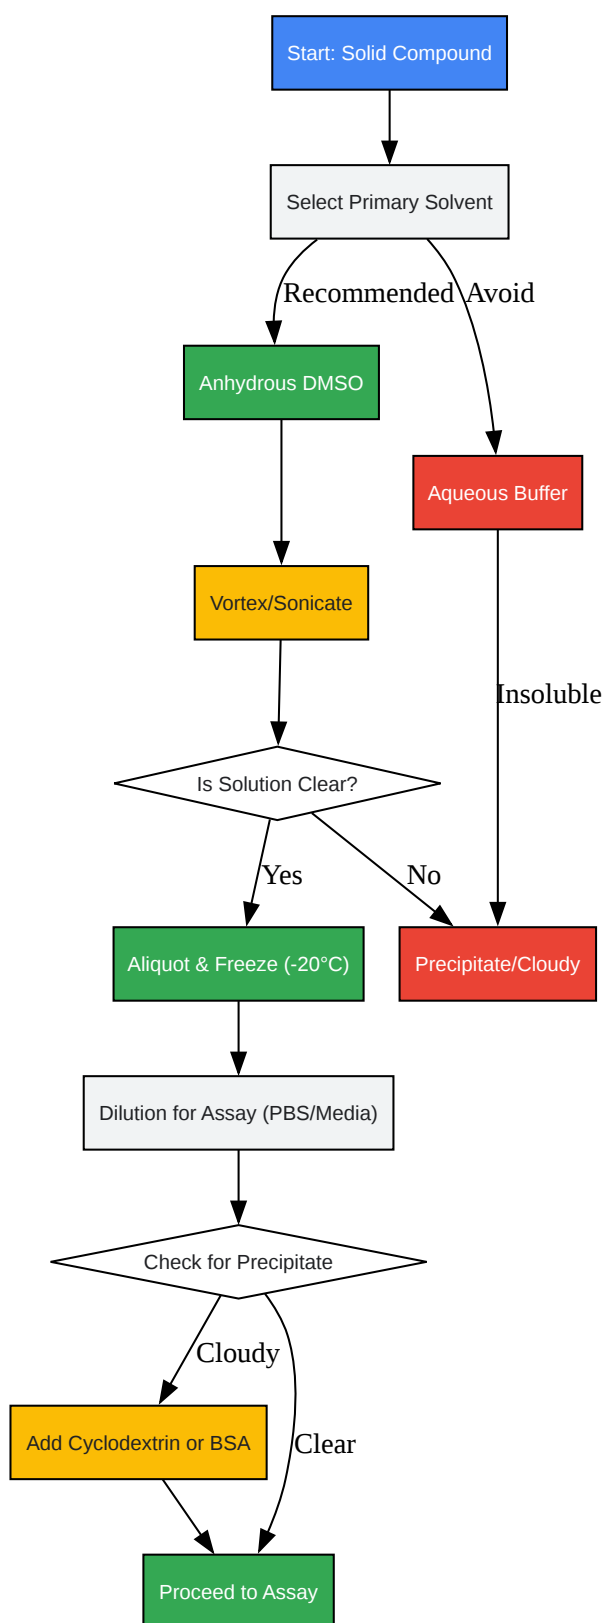 Start: Solid Compound
Select Primary Solvent
Recommended
Avoid
Anhydrous DMSO
Aqueous Buffer
Vortex/Sonicate
Insoluble
Is Solution Clear?
Yes
No
Aliquot & Freeze (-20°C)
Precipitate/Cloudy
Dilution for Assay (PBS/Media)
Check for Precipitate
Cloudy
Add Cyclodextrin or BSA
Clear
Proceed to Assay